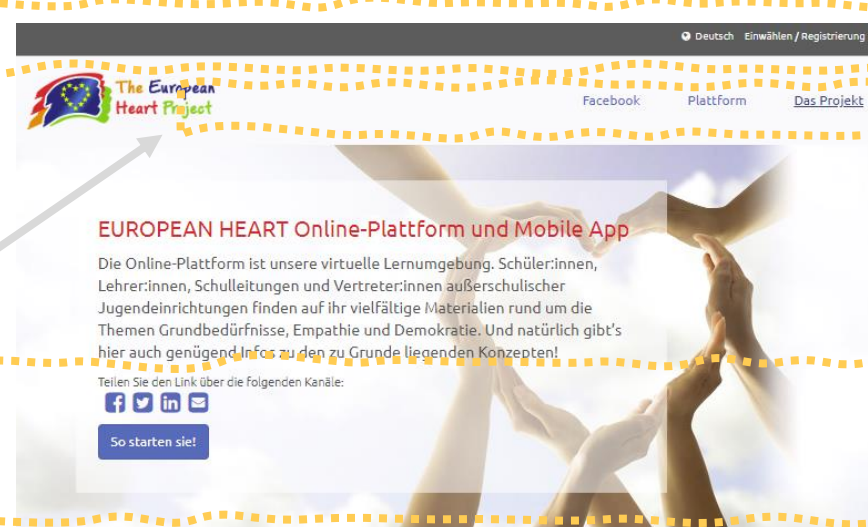 Deutsch Einwählen / Registrierung
The European
Heart Project
Facebook Plattform Das Projekt
EUROPEAN HEART Online-Plattform und Mobile App
Die Online-Plattform ist unsere virtuelle Lernumgebung. Schüler:innen,
Lehrer:innen, Schulleitungen und Vertreter:innen außerschulischer
Jugendeinrichtungen finden auf ihr vielfältige Materialien rund um die
Themen Grundbedürfnisse, Empathie und Demokratie. Und natürlich gibt's
hier auch genügend Infos zu den zu Grunde liegenden Konzepten!
Teilen Sie den Link über die folgenden Kanäle:
So starten sie!